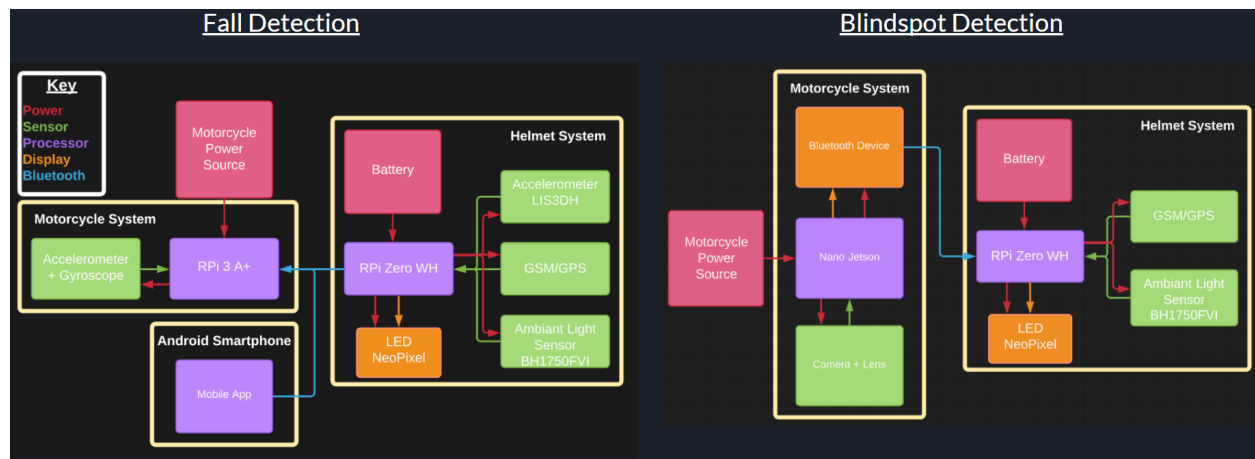 Fall Detection
Key
Power
Sensor
Processor
Display
Bluetooth
Motorcycle
Power
Source
Motorcycle System
Accelerometer
+ Gyroscope
RPi 3 A+
Android Smartphone
Mobile App
Helmet System
Battery
Accelerometer
LIS3DH
RPi Zero WH
GSM/GPS
LED
NeoPixel
Ambiant Light
Sensor
BH1750FVI
Blindspot Detection
Motorcycle System
Bluetooth Device
Motorcycle
Power
Source
Nano Jetson
Camera + Lens
Helmet System
Battery
GSM/GPS
RPi Zero WH
Ambient Light
Sensor
BH1750FVI
LED
NeoPixel